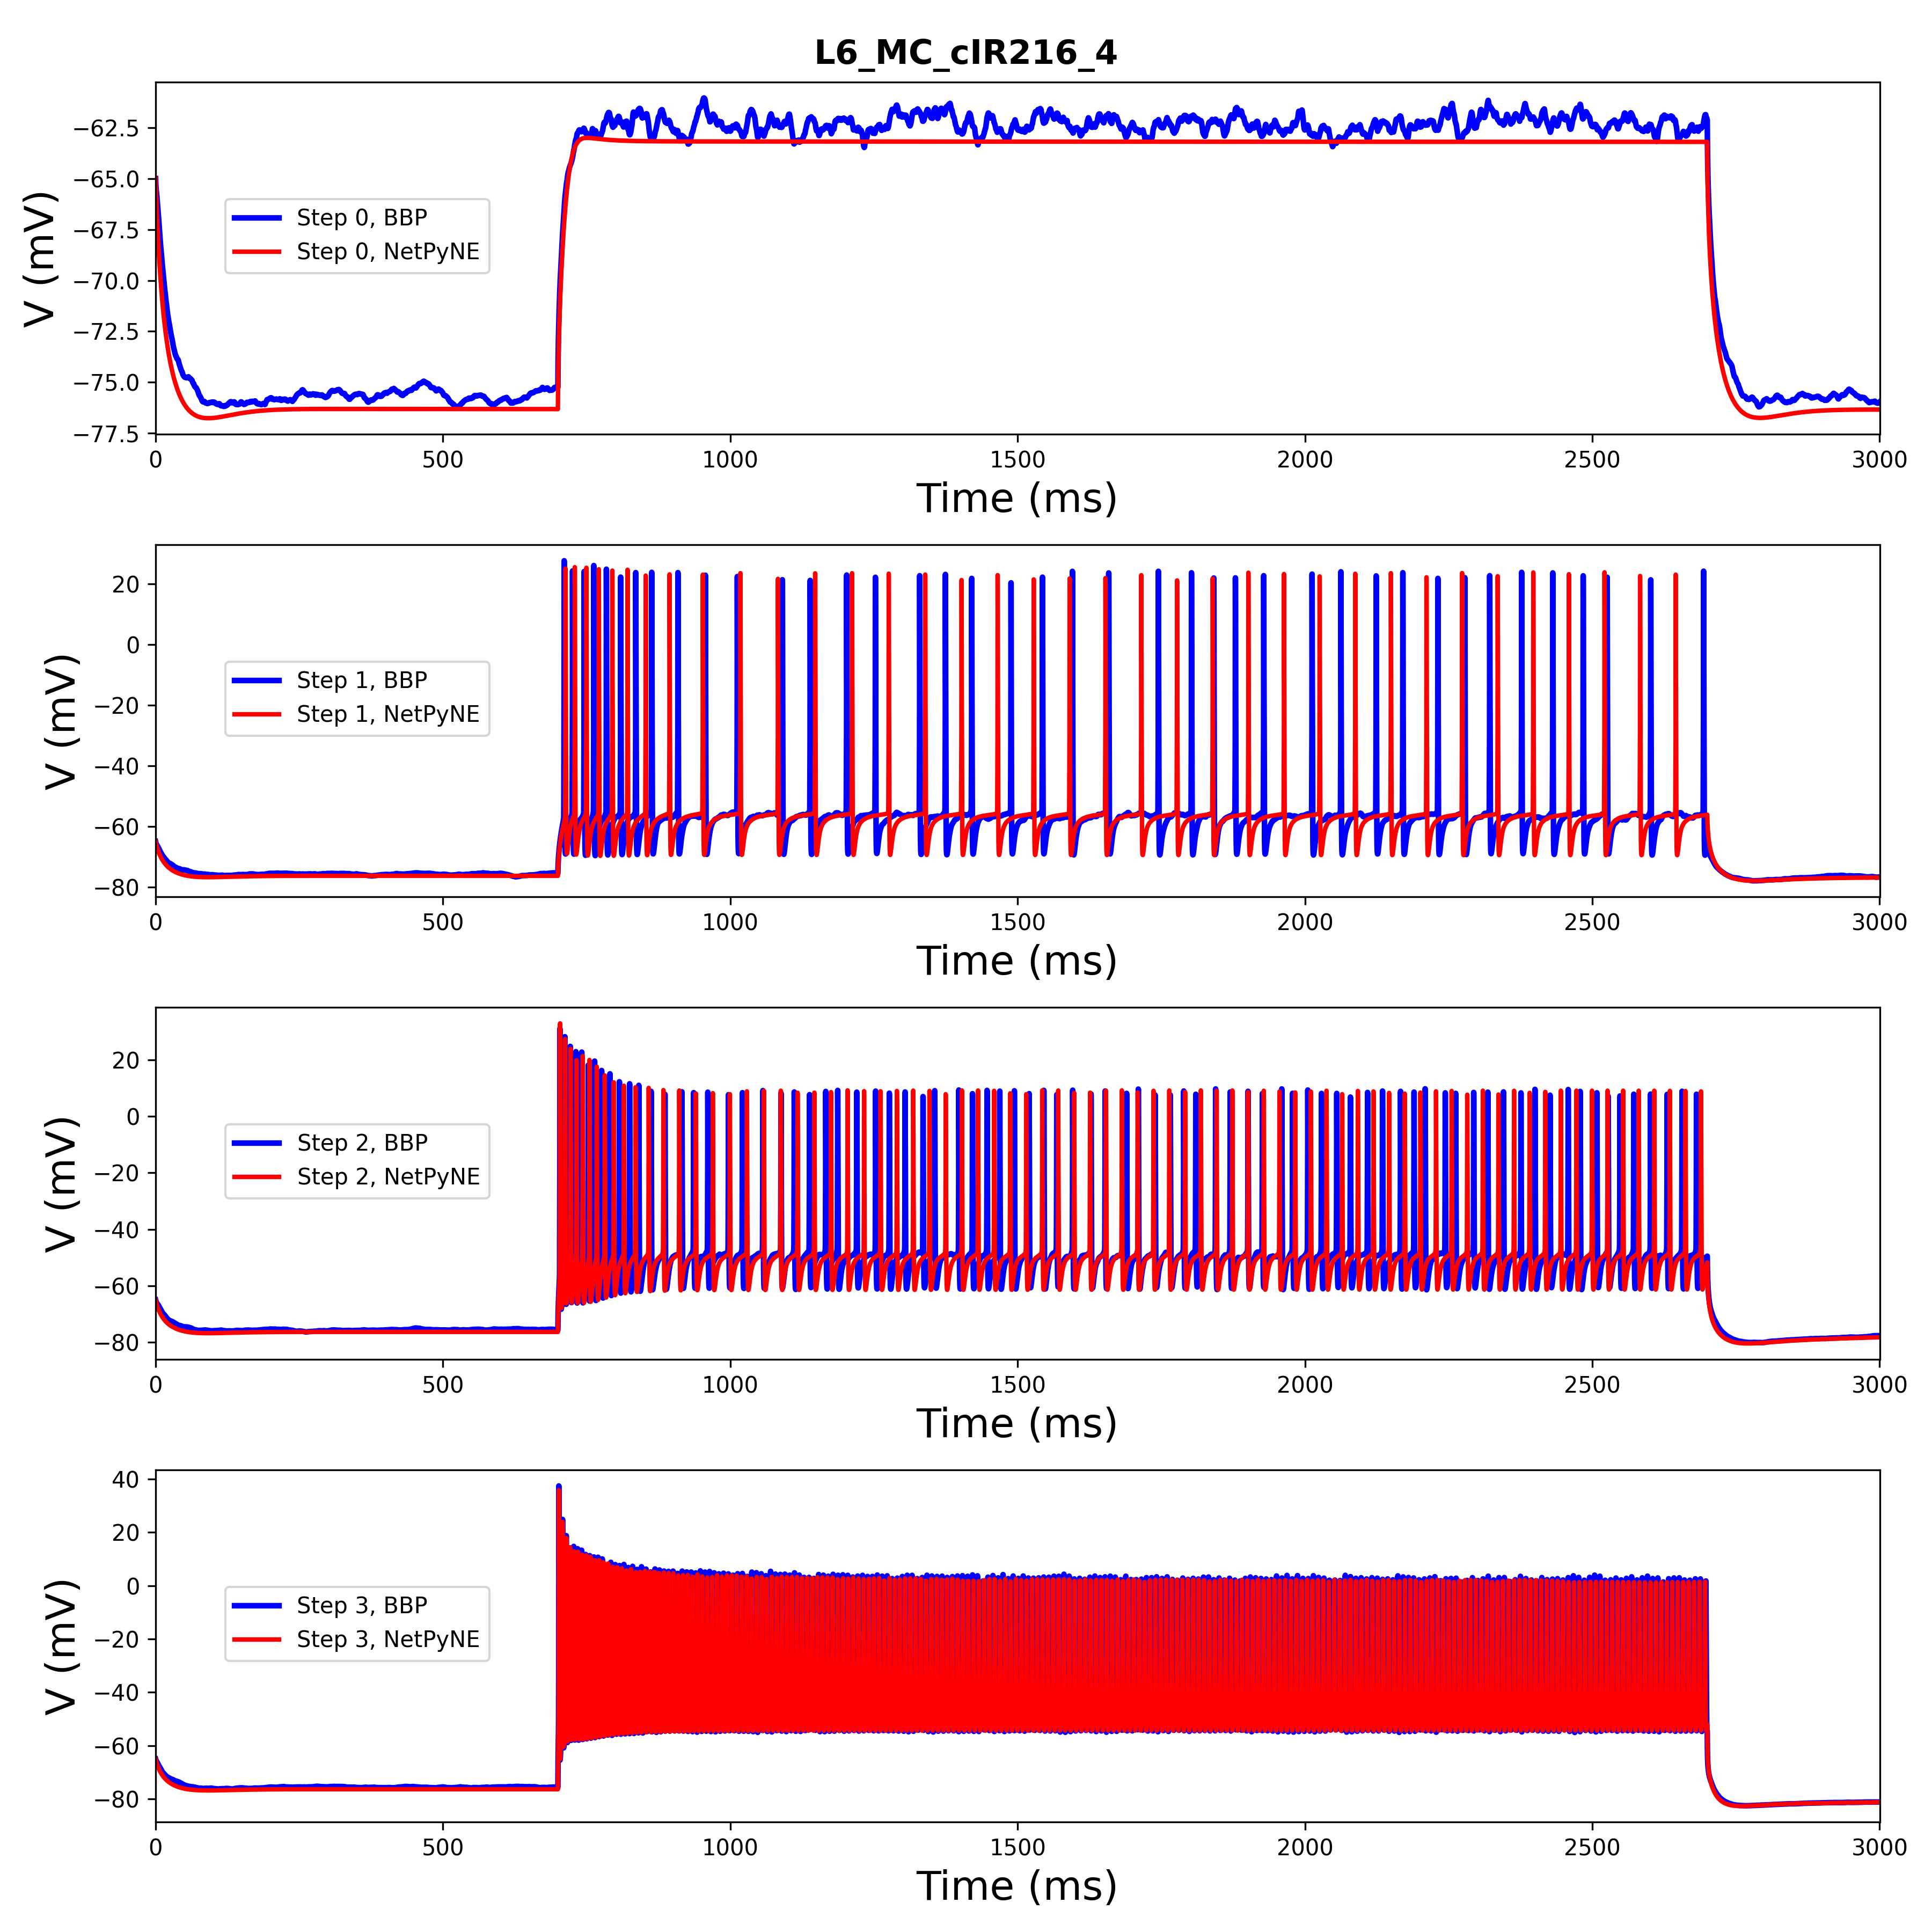 L6_MC_cIR216_4
−62.5
−65.0
−67.5
−70.0
−72.5
−75.0
−77.5
V (mV)
Step 0, BBP
Step 0, NetPyNE
0 500 1000 1500 2000 2500 3000
Time (ms)
20
0
−20
−40
−60
−80
V (mV)
Step 1, BBP
Step 1, NetPyNE
0 500 1000 1500 2000 2500 3000
Time (ms)
20
0
−20
−40
−60
−80
V (mV)
Step 2, BBP
Step 2, NetPyNE
0 500 1000 1500 2000 2500 3000
Time (ms)
40
20
0
−20
−40
−60
−80
V (mV)
Step 3, BBP
Step 3, NetPyNE
0 500 1000 1500 2000 2500 3000
Time (ms)